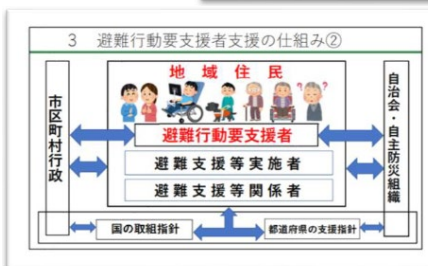 3 避難行動要支援者支援の仕組み②
地域住民
市区町村行政
避難行動要支援者
避難支援等実施者
避難支援等関係者
自治会・自主防災組織
国の取組指針
都道府県の支援指針